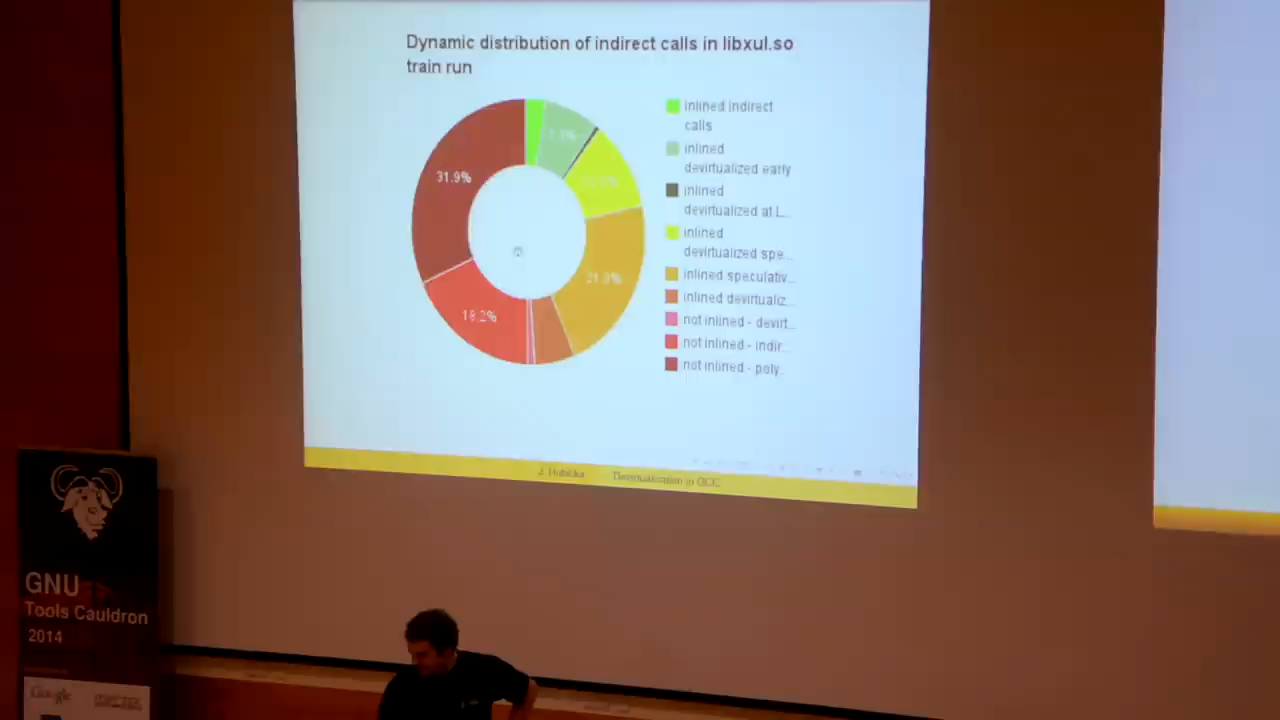 Dynamic distribution of indirect calls in libxul.so
train run
31.9%
18.2%
inlined indirect
calls
inlined
devirtualized early
inlined
devirtualized at L...
inlined
devirtualized spe...
inlined speculativ...
inlined devirtualiz...
not inlined - devirt...
not inlined - indir...
not inlined - poly...
J. Hubicka
Devirtualization in GCC
GNU
Tools Cauldron
2014
Google